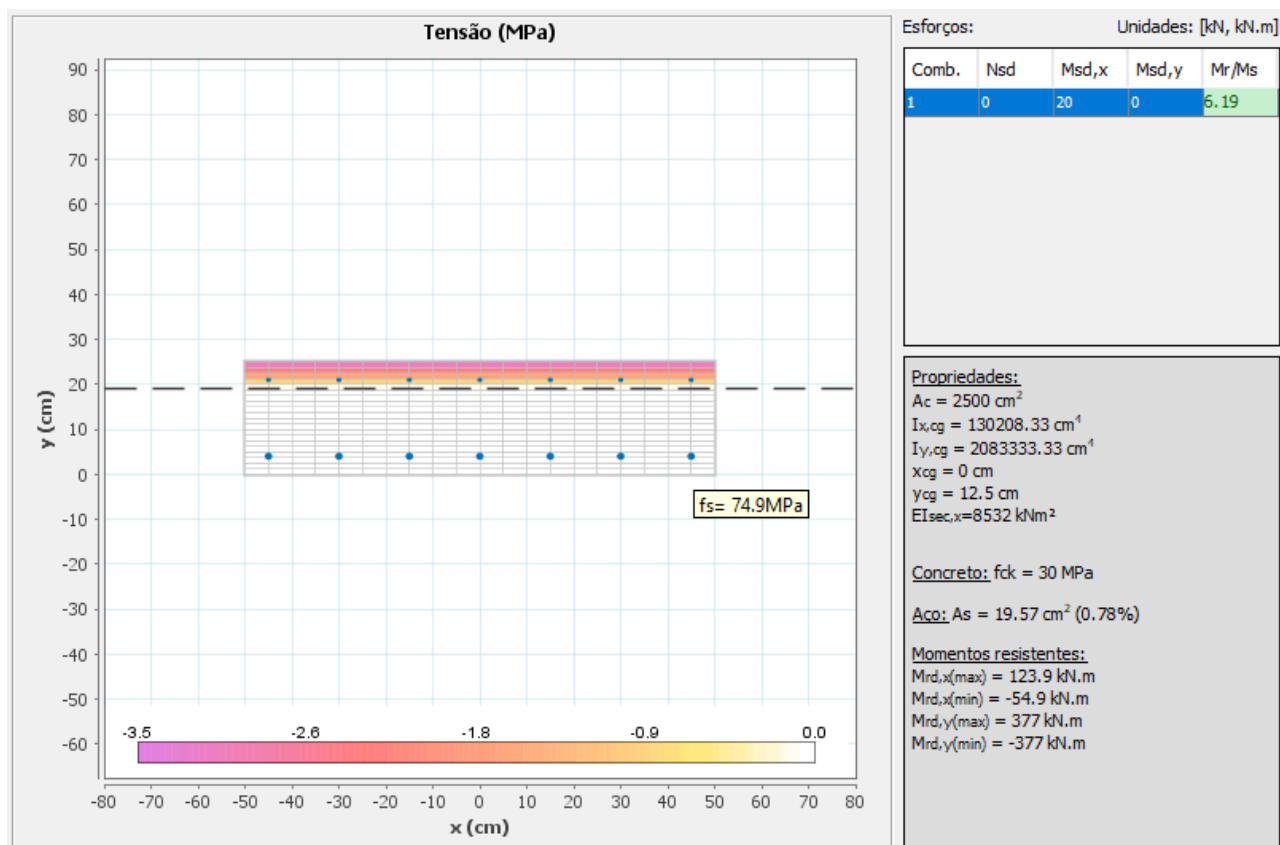 Tensão (MPa)
90
80
70
60
50
40
30
20
10
0
-10
-20
-30
-40
-50
-60
y (cm)
fs= 74.9MPa
-3.5 -2.6 -1.8 -0.9 0.0
-80 -70 -60 -50 -40 -30 -20 -10 0 10 20 30 40 50 60 70 80
x (cm)
Esforços: Unidades: [kN, kN.m]
Comb. Nsd Msd,x Msd,y Mr/Ms
1 0 20 0 6.19
Propriedades:
Ac = 2500 cm²
Ix,cg = 130208.33 cm⁴
Iy,cg = 2083333.33 cm⁴
xcg = 0 cm
ycg = 12.5 cm
EIsec,x=8532 kNm²
Concreto: fck = 30 MPa
Aço: As = 19.57 cm² (0.78%)
Momentos resistentes:
Mrd,x(max) = 123.9 kN.m
Mrd,x(min) = -54.9 kN.m
Mrd,y(max) = 377 kN.m
Mrd,y(min) = -377 kN.m